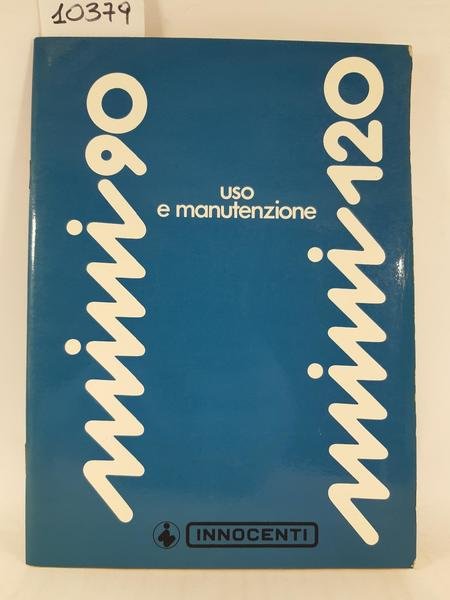 10379
mini 90
uso
e manutenzione
mini 120
INNOCENTI